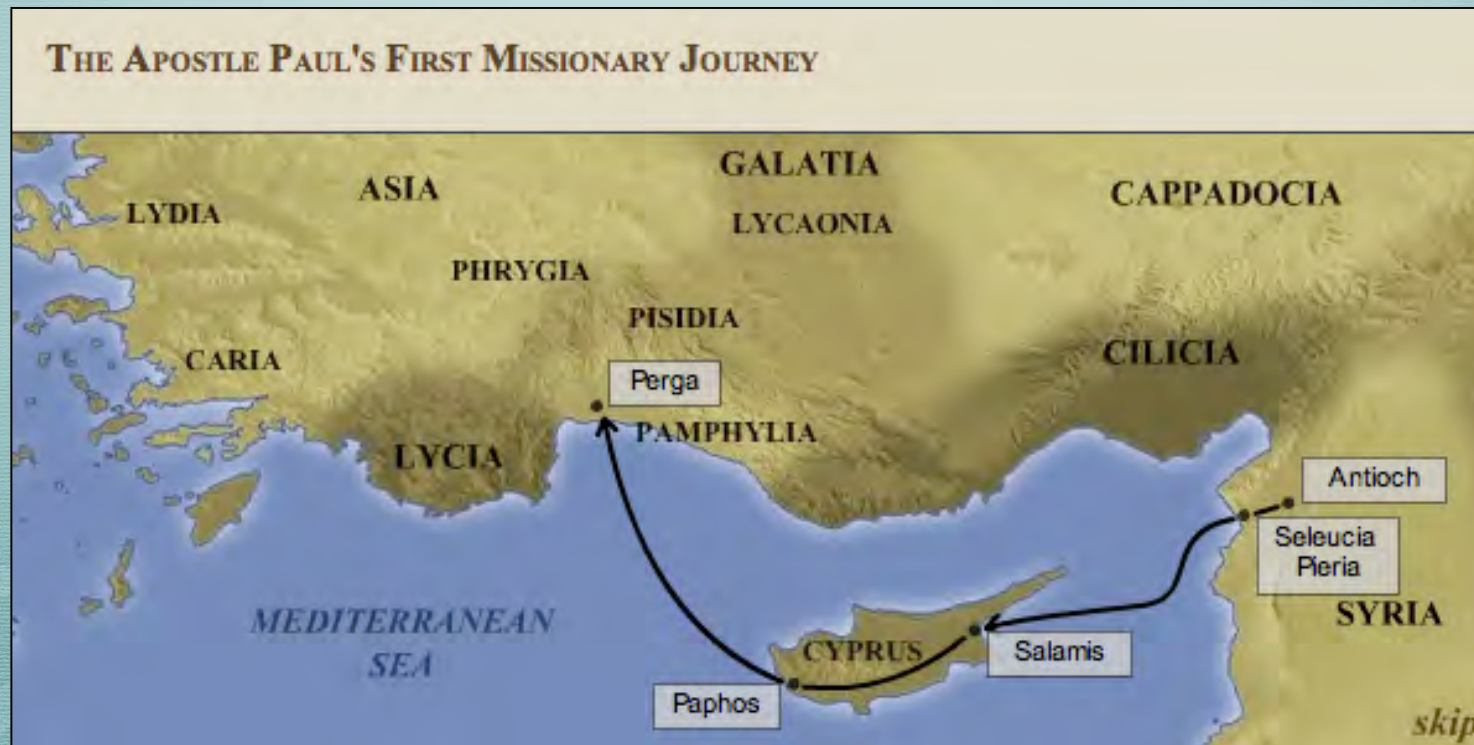 THE APOSTLE PAUL'S FIRST MISSIONARY JOURNEY
GALATIA
ASIA
CAPPADOCIA
LYDIA
LYCAONIA
PHRYGIA
PISIDIA
CARIA
CILICIA
Perga
PAMPHYLIA
LYCIA
Antioch
Seleucia
Pieria
SYRIA
MEDITERRANEAN
SEA
CYPRUS
Salamis
Paphos
skip